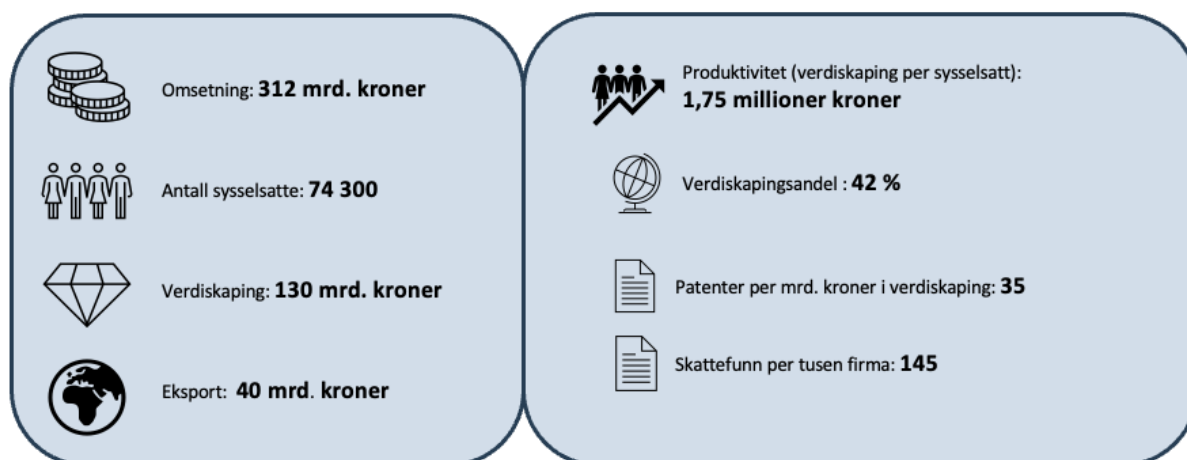 Omsetning: 312 mrd. kroner
Antall sysselsatte: 74 300
Verdiskaping: 130 mrd. kroner
Eksport: 40 mrd. kroner
Produktivitet (verdiskaping per sysselsatt):
1,75 millioner kroner
Verdiskapingsandel : 42 %
Patenter per mrd. kroner i verdiskaping: 35
Skattefunn per tusen firma: 145